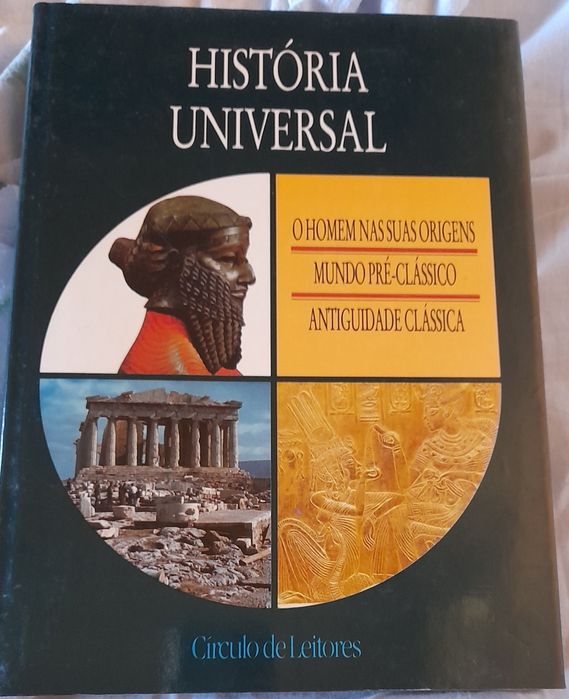 HISTÓRIA
UNIVERSAL
O HOMEM NAS SUAS ORIGENS
MUNDO PRÉ-CLÁSSICO
ANTIGUIDADE CLÁSSICA
Círculo de Leitores